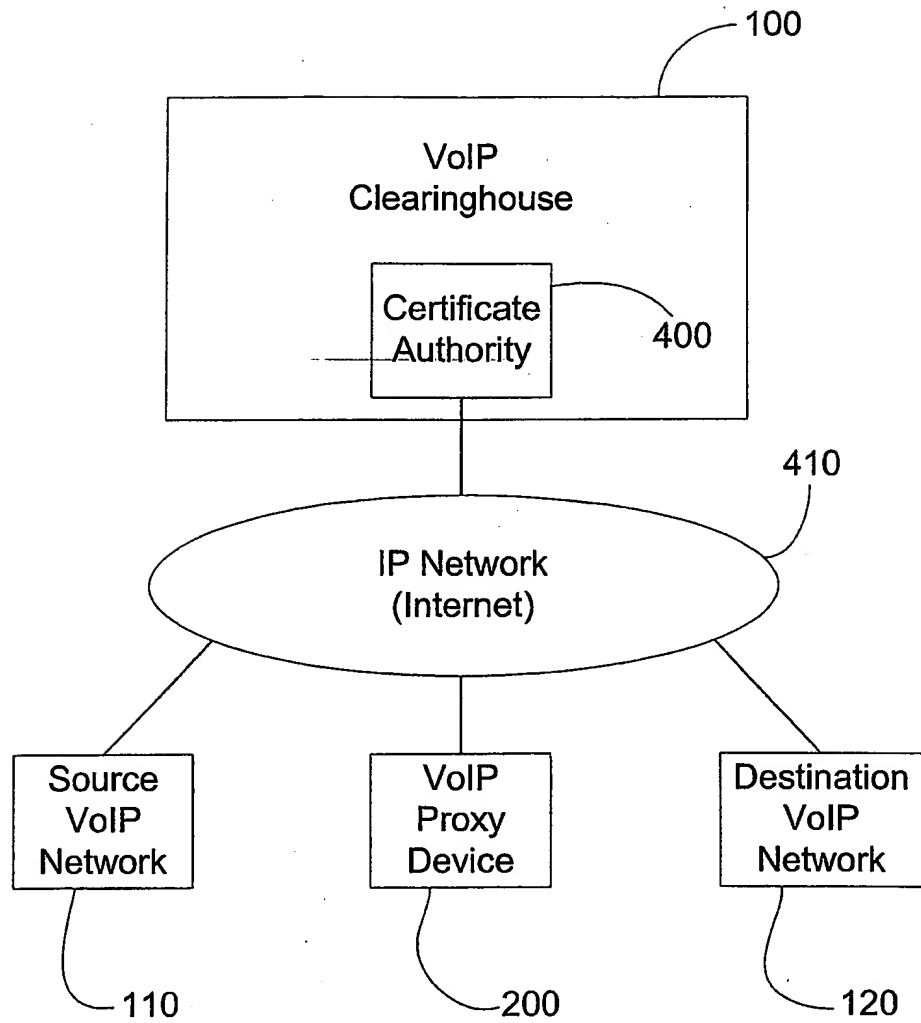 100
VoIP
Clearinghouse
Certificate
Authority
400
410
IP Network
(Internet)
Source
VoIP
Network
VoIP
Proxy
Device
Destination
VoIP
Network
110
200
120